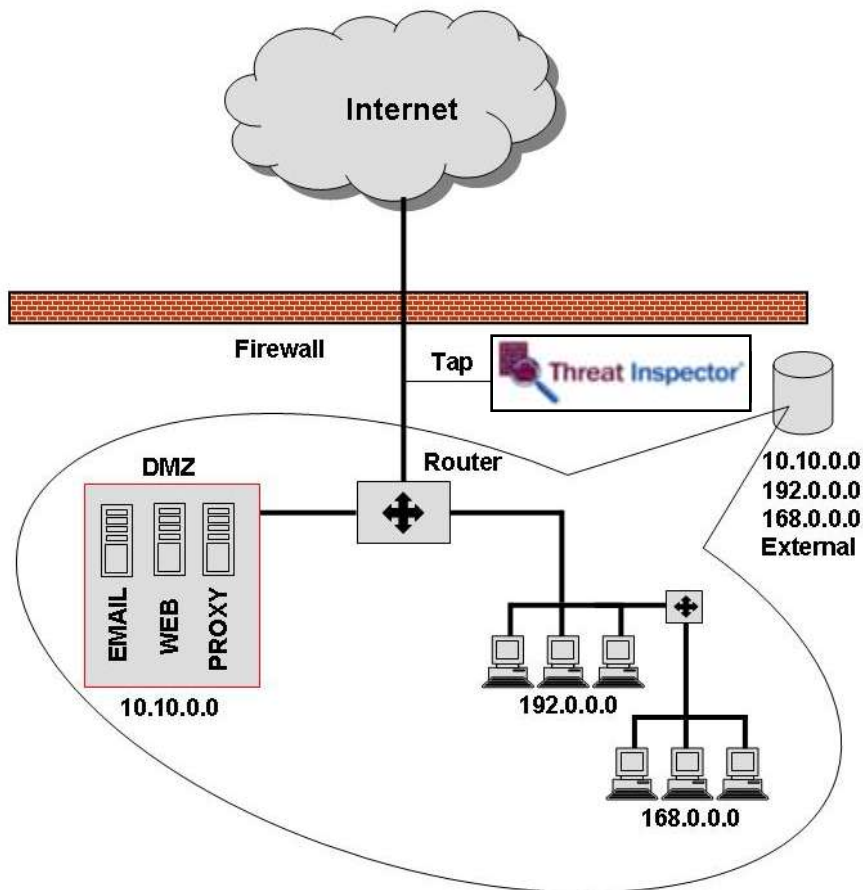 Internet
Firewall
Tap
Threat Inspector®
DMZ
Router
10.10.0.0
192.0.0.0
168.0.0.0
External
EMAIL
WEB
PROXY
10.10.0.0
192.0.0.0
168.0.0.0